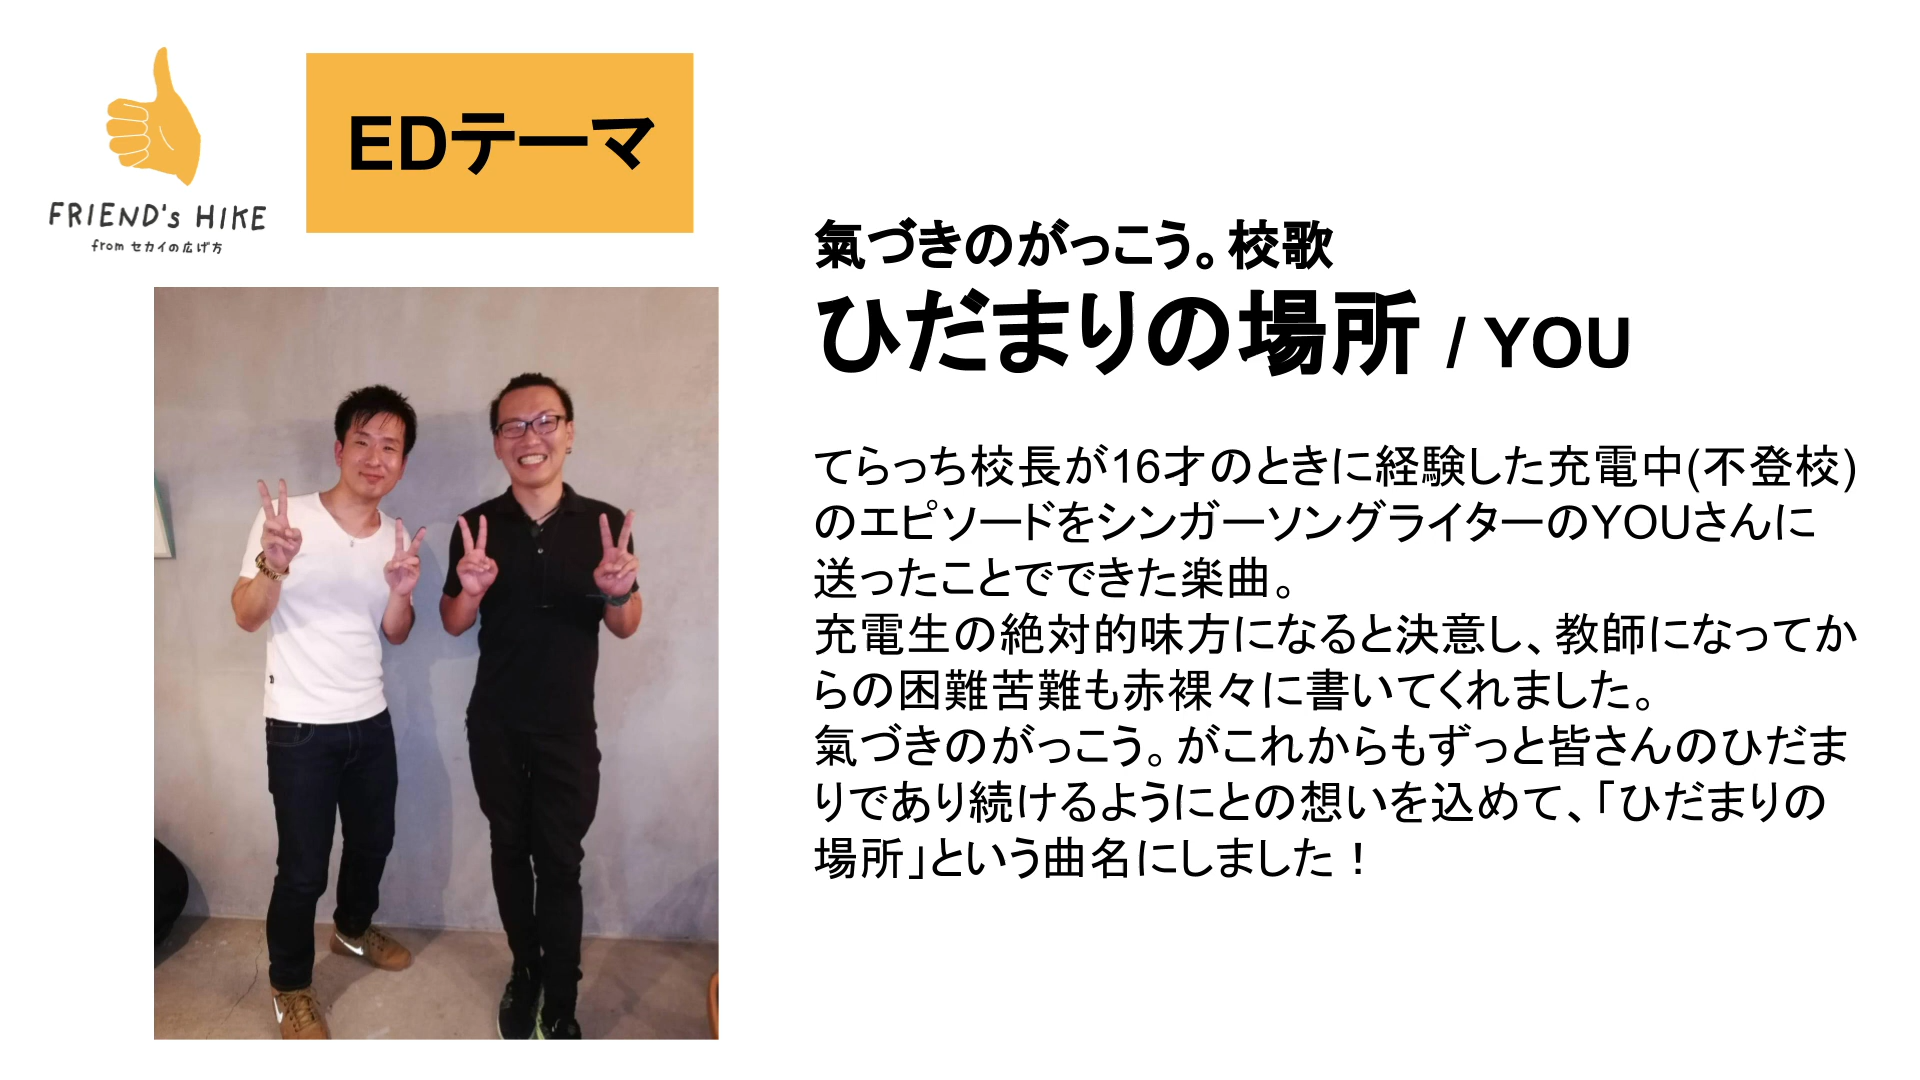 FRIEND's HIKE
from セカイの広げ方
EDテーマ
氣づきのがっこう。校歌
ひだまりの場所 / YOU
てらっち校長が16才のときに経験した充電中(不登校)
のエピソードをシンガーソングライターのYOUさんに
送ったことでできた楽曲。
充電生の絶対的味方になると決意し、教師になってか
らの困難苦難も赤裸々に書いてくれました。
氣づきのがっこう。がこれからもずっと皆さんのひだま
りであり続けるようにとの想いを込めて、「ひだまりの
場所」という曲名にしました！